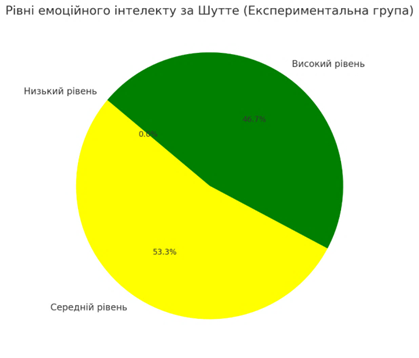 Рівні емоційного інтелекту за Шутте (Експериментальна група)
Високий рівень
Низький рівень
46.7%
0.0%
53.3%
Середній рівень